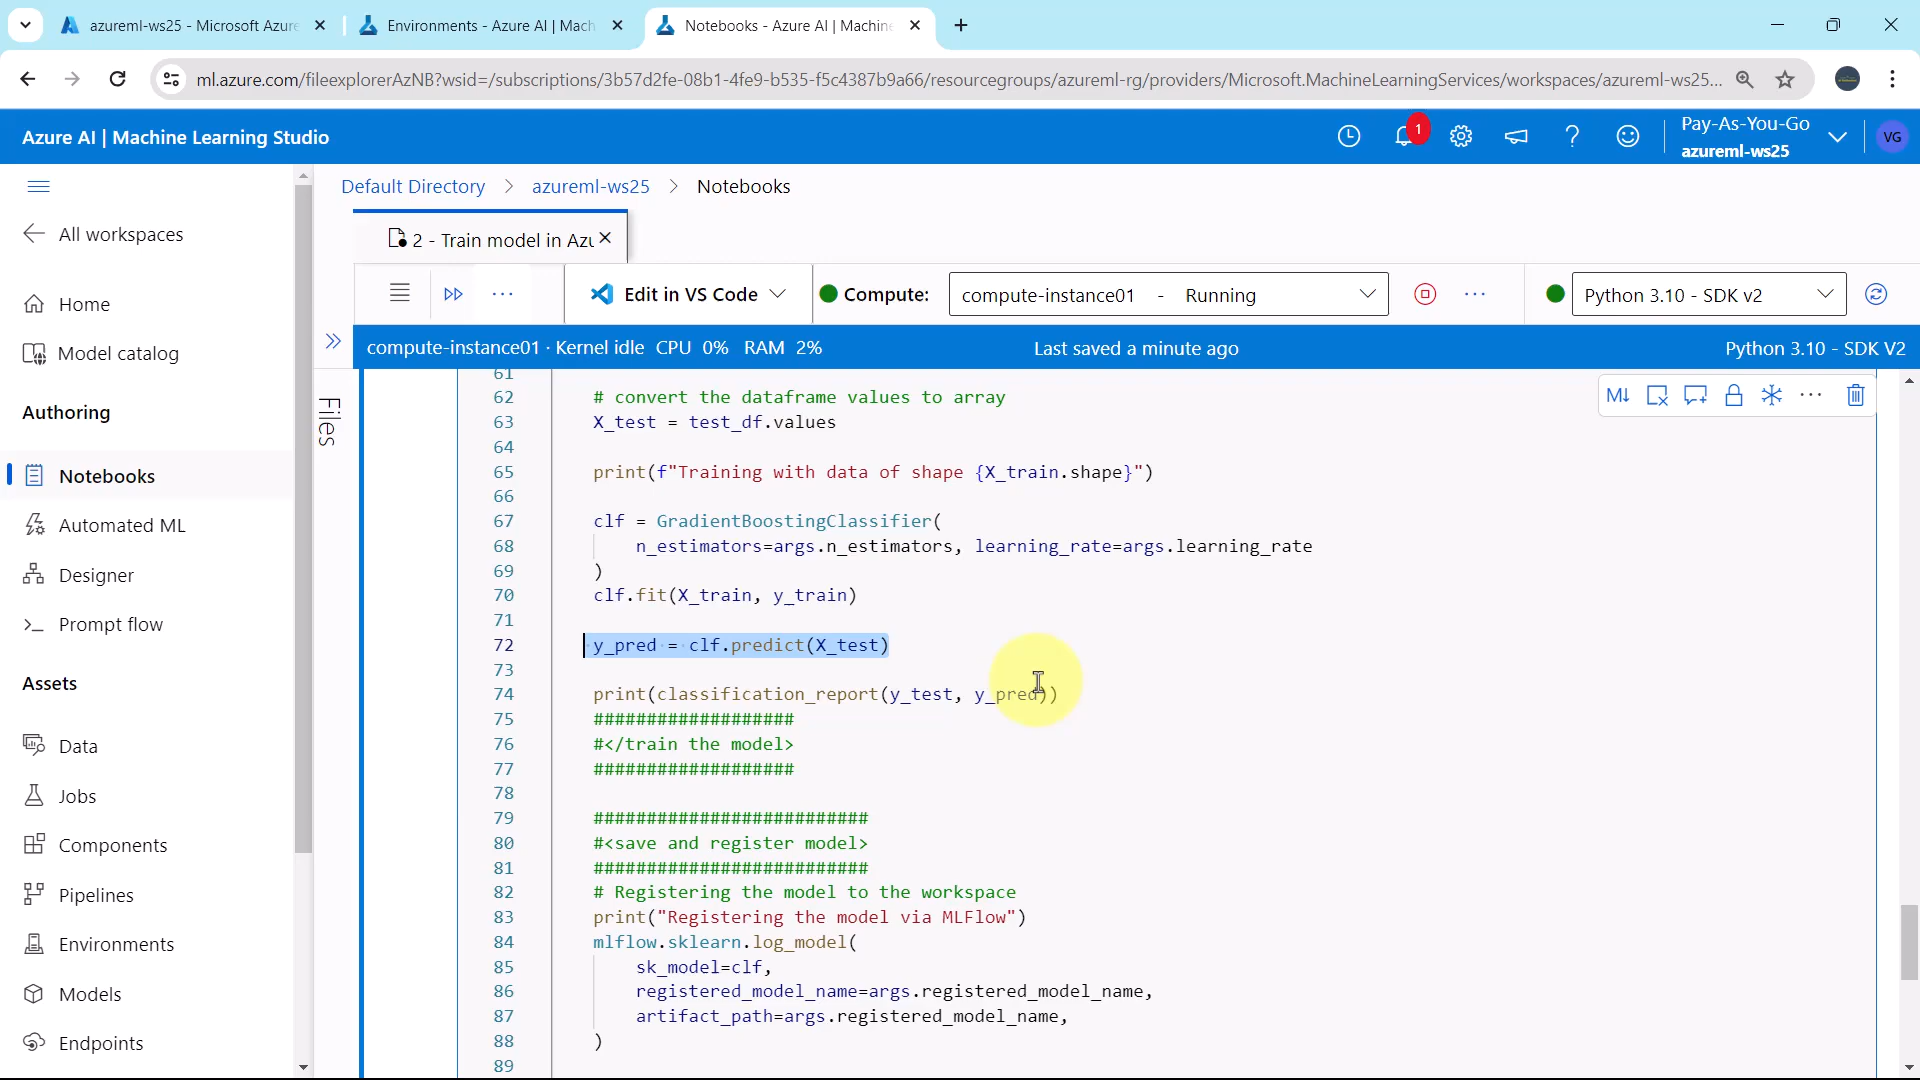 azureml-ws25 - Microsoft Azure
Environments - Azure AI | Mach
Notebooks - Azure AI | Machine
ml.azure.com/fileexplorerAzNB?wsid=/subscriptions/3b57d2fe-08b1-4fe9-b535-f5c4387b9a66/resourcegroups/azureml-rg/providers/Microsoft.MachineLearningServices/workspaces/azureml-ws25...
Azure AI | Machine Learning Studio
1
Pay-As-You-Go
azureml-ws25
VG
Default Directory > azureml-ws25 > Notebooks
All workspaces
Home
Model catalog
Authoring
Notebooks
Automated ML
Designer
Prompt flow
Assets
Data
Jobs
Components
Pipelines
Environments
Models
Endpoints
Files
2 - Train model in Azu
Edit in VS Code
Compute:
compute-instance01 - Running
Python 3.10 - SDK v2
compute-instance01 · Kernel idle CPU 0% RAM 2%
Last saved a minute ago
Python 3.10 - SDK V2
M↓
61
62 # convert the dataframe values to array
63 X_test = test_df.values
64
65 print(f"Training with data of shape {X_train.shape}")
66
67 clf = GradientBoostingClassifier(
68 n_estimators=args.n_estimators, learning_rate=args.learning_rate
69 )
70 clf.fit(X_train, y_train)
71
72 y_pred = clf.predict(X_test)
73
74 print(classification_report(y_test, y_pred))
75 ###################
76 #</train the model>
77 ###################
78
79 ##########################
80 #<save and register model>
81 ##########################
82 # Registering the model to the workspace
83 print("Registering the model via MLFlow")
84 mlflow.sklearn.log_model(
85 sk_model=clf,
86 registered_model_name=args.registered_model_name,
87 artifact_path=args.registered_model_name,
88 )
89